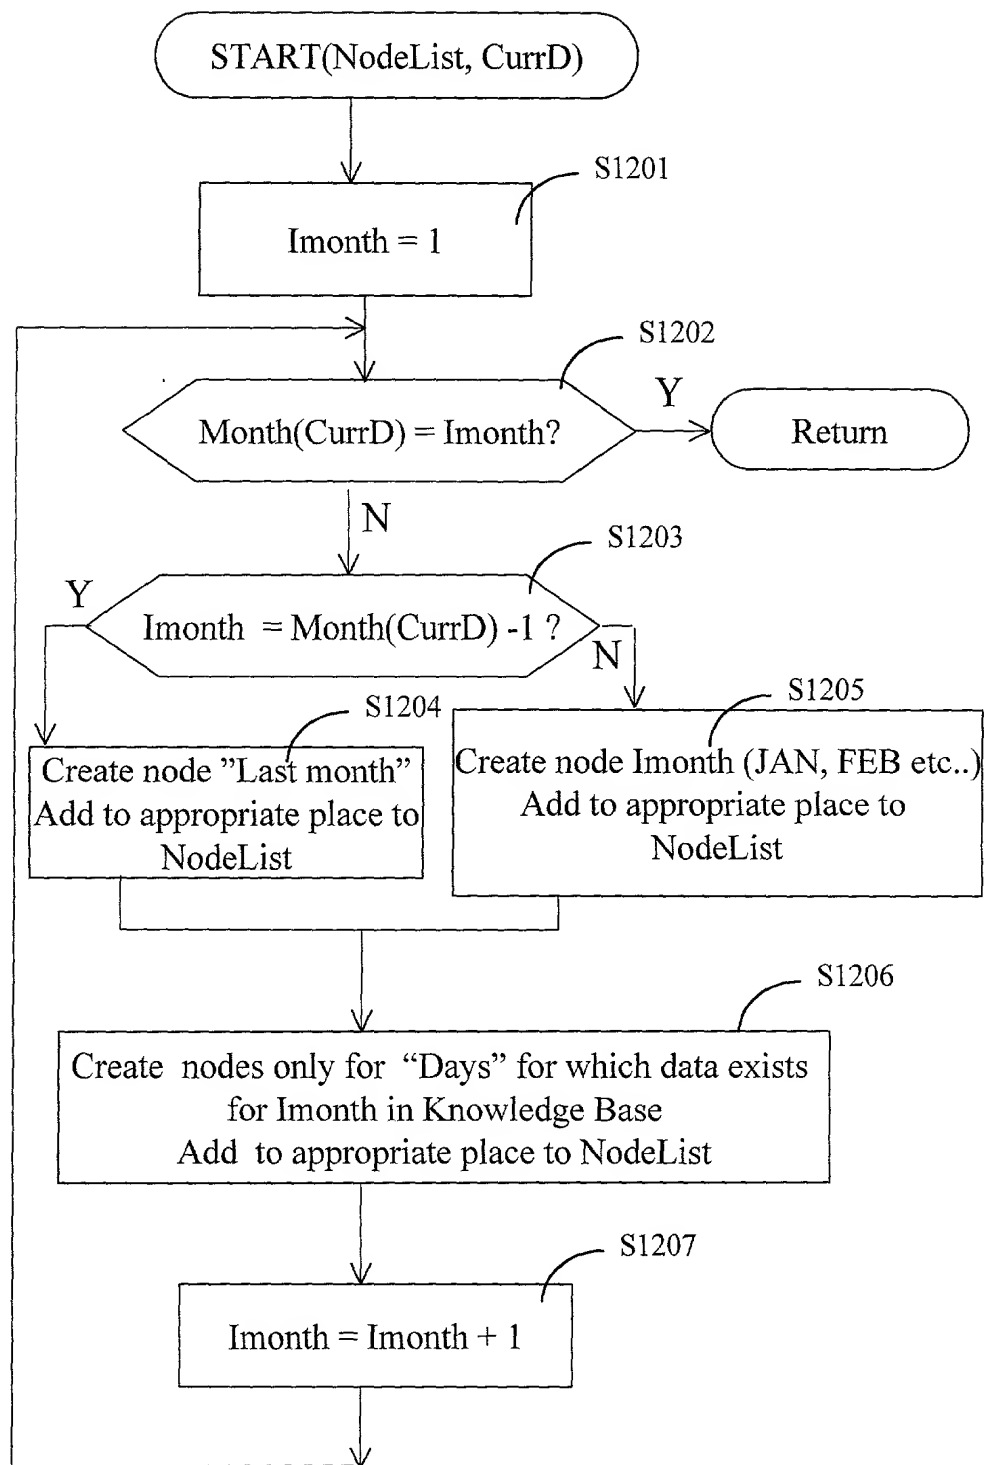 START(NodeList, CurrD)
S1201
Imonth = 1
S1202
Month(CurrD) = Imonth?
Y
Return
N
S1203
Y
Imonth = Month(CurrD) -1 ?
N
S1204
S1205
Create node ”Last month”
Add to appropriate place to
NodeList
Create node Imonth (JAN, FEB etc..)
Add to appropriate place to
NodeList
S1206
Create nodes only for “Days” for which data exists
for Imonth in Knowledge Base
Add to appropriate place to NodeList
S1207
Imonth = Imonth + 1